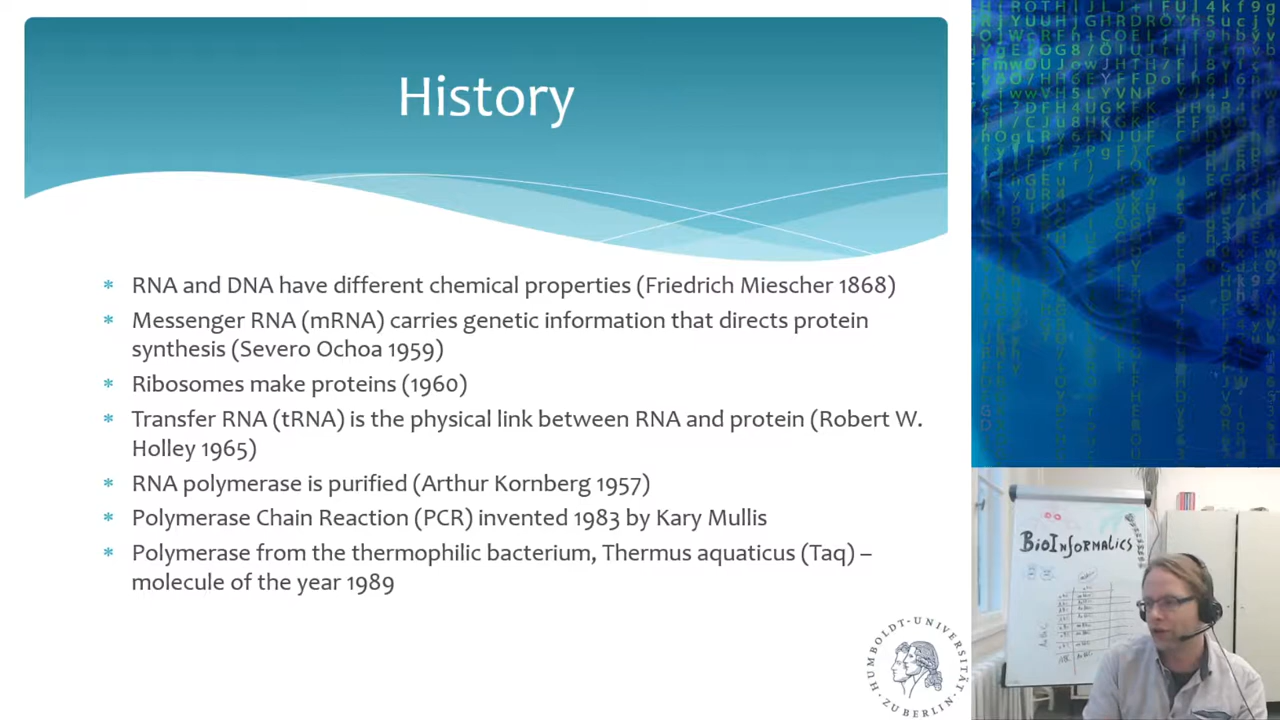 History
RNA and DNA have different chemical properties (Friedrich Miescher 1868)
Messenger RNA (mRNA) carries genetic information that directs protein
synthesis (Severo Ochoa 1959)
Ribosomes make proteins (1960)
Transfer RNA (tRNA) is the physical link between RNA and protein (Robert W.
Holley 1965)
RNA polymerase is purified (Arthur Kornberg 1957)
Polymerase Chain Reaction (PCR) invented 1983 by Kary Mullis
Polymerase from the thermophilic bacterium, Thermus aquaticus (Taq) –
molecule of the year 1989
HUMBOLDT-UNIVERSITÄT
ZU BERLIN
BIOINFORMATICS